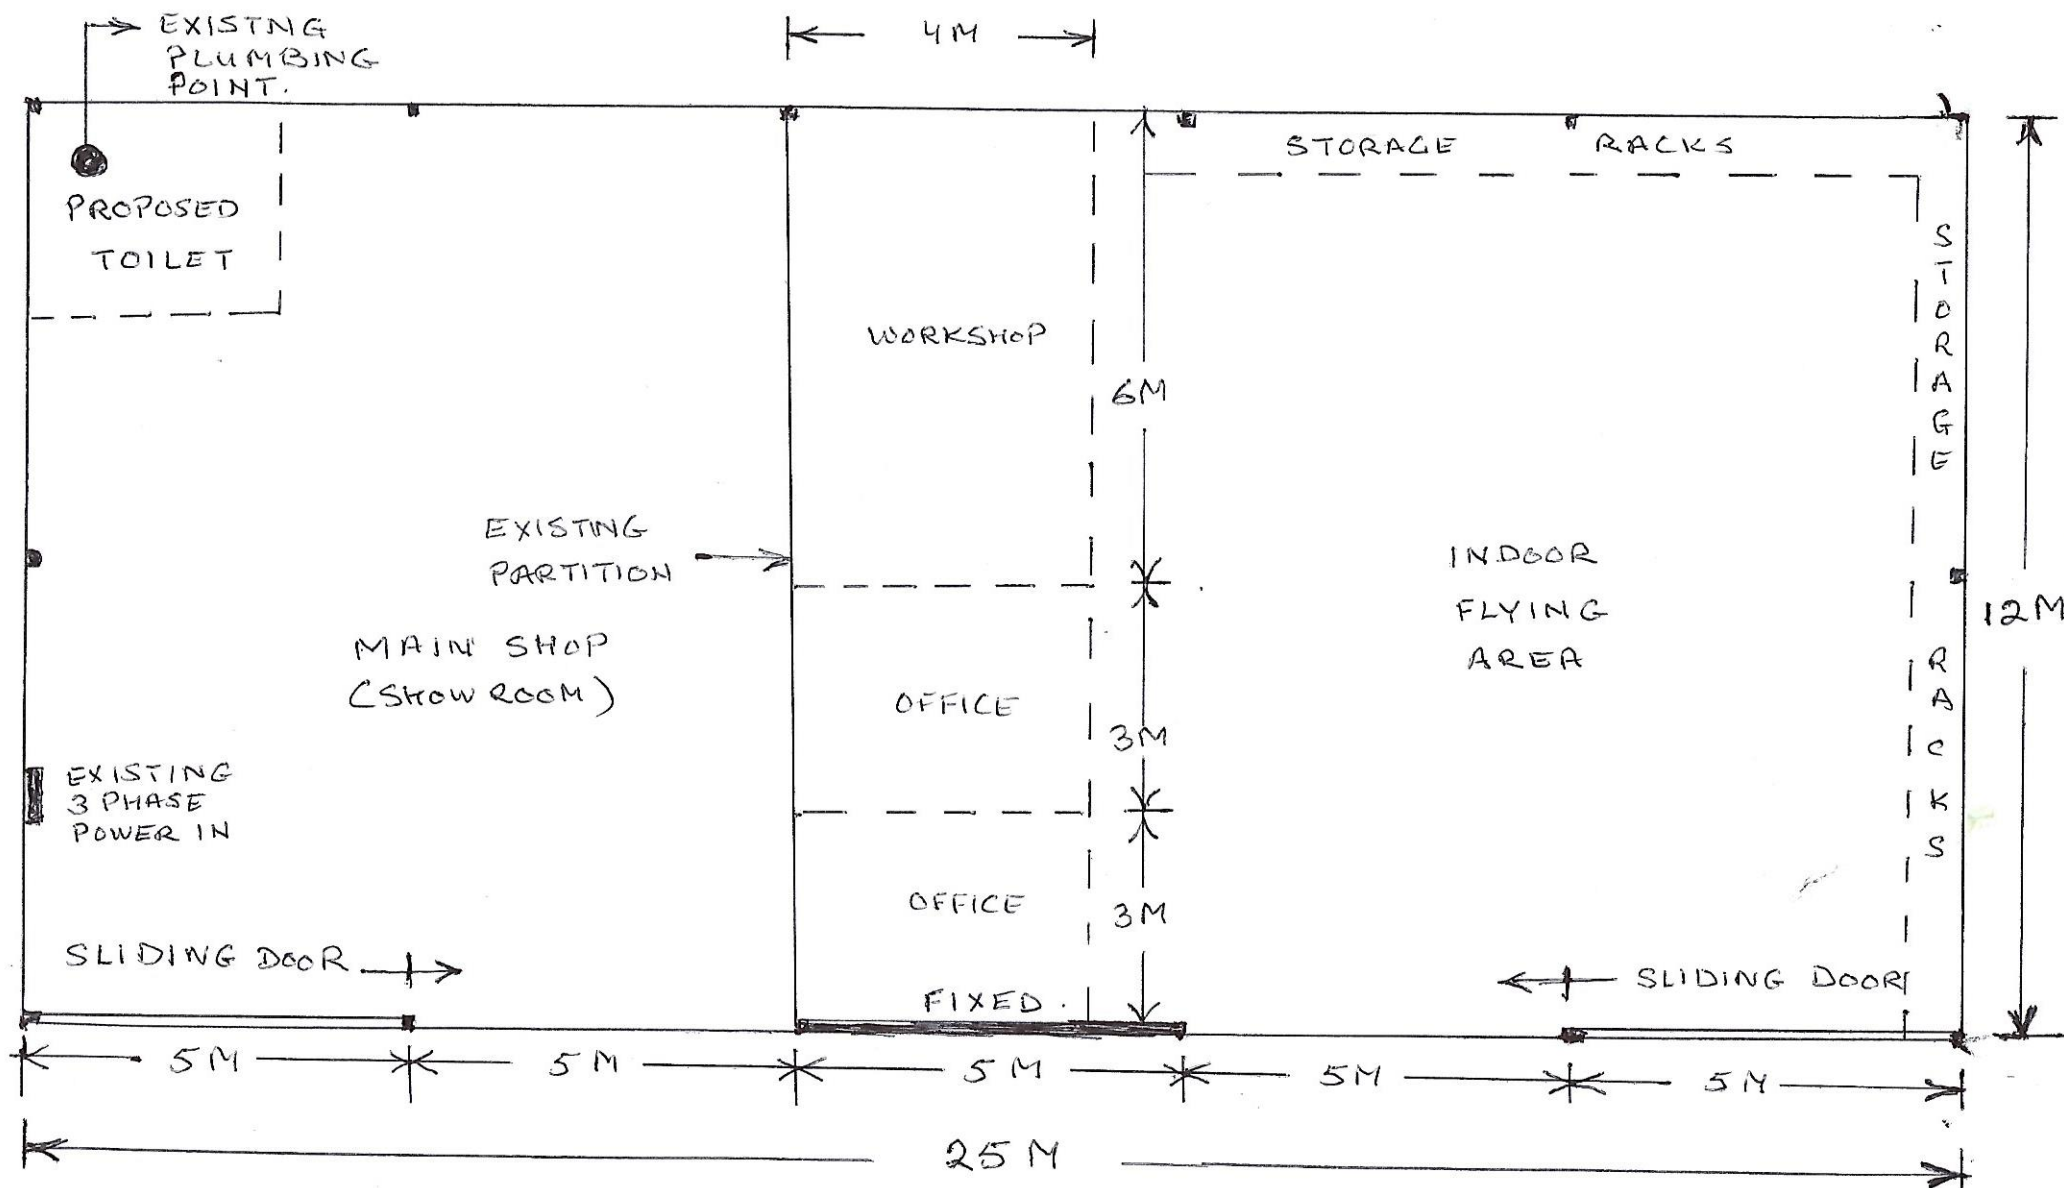 EXISTNG
PLUMBING
POINT.
4M
STORAGE RACKS
PROPOSED
TOILET
STORAGE RACKS
WORKSHOP
6M
EXISTING
PARTITION
INDOOR
FLYING
AREA
12M
MAIN SHOP
(SHOW ROOM)
OFFICE
3M
EXISTING
3 PHASE
POWER IN
OFFICE
3M
SLIDING DOOR
FIXED.
SLIDING DOOR
5M 5M 5M 5M 5M
25M